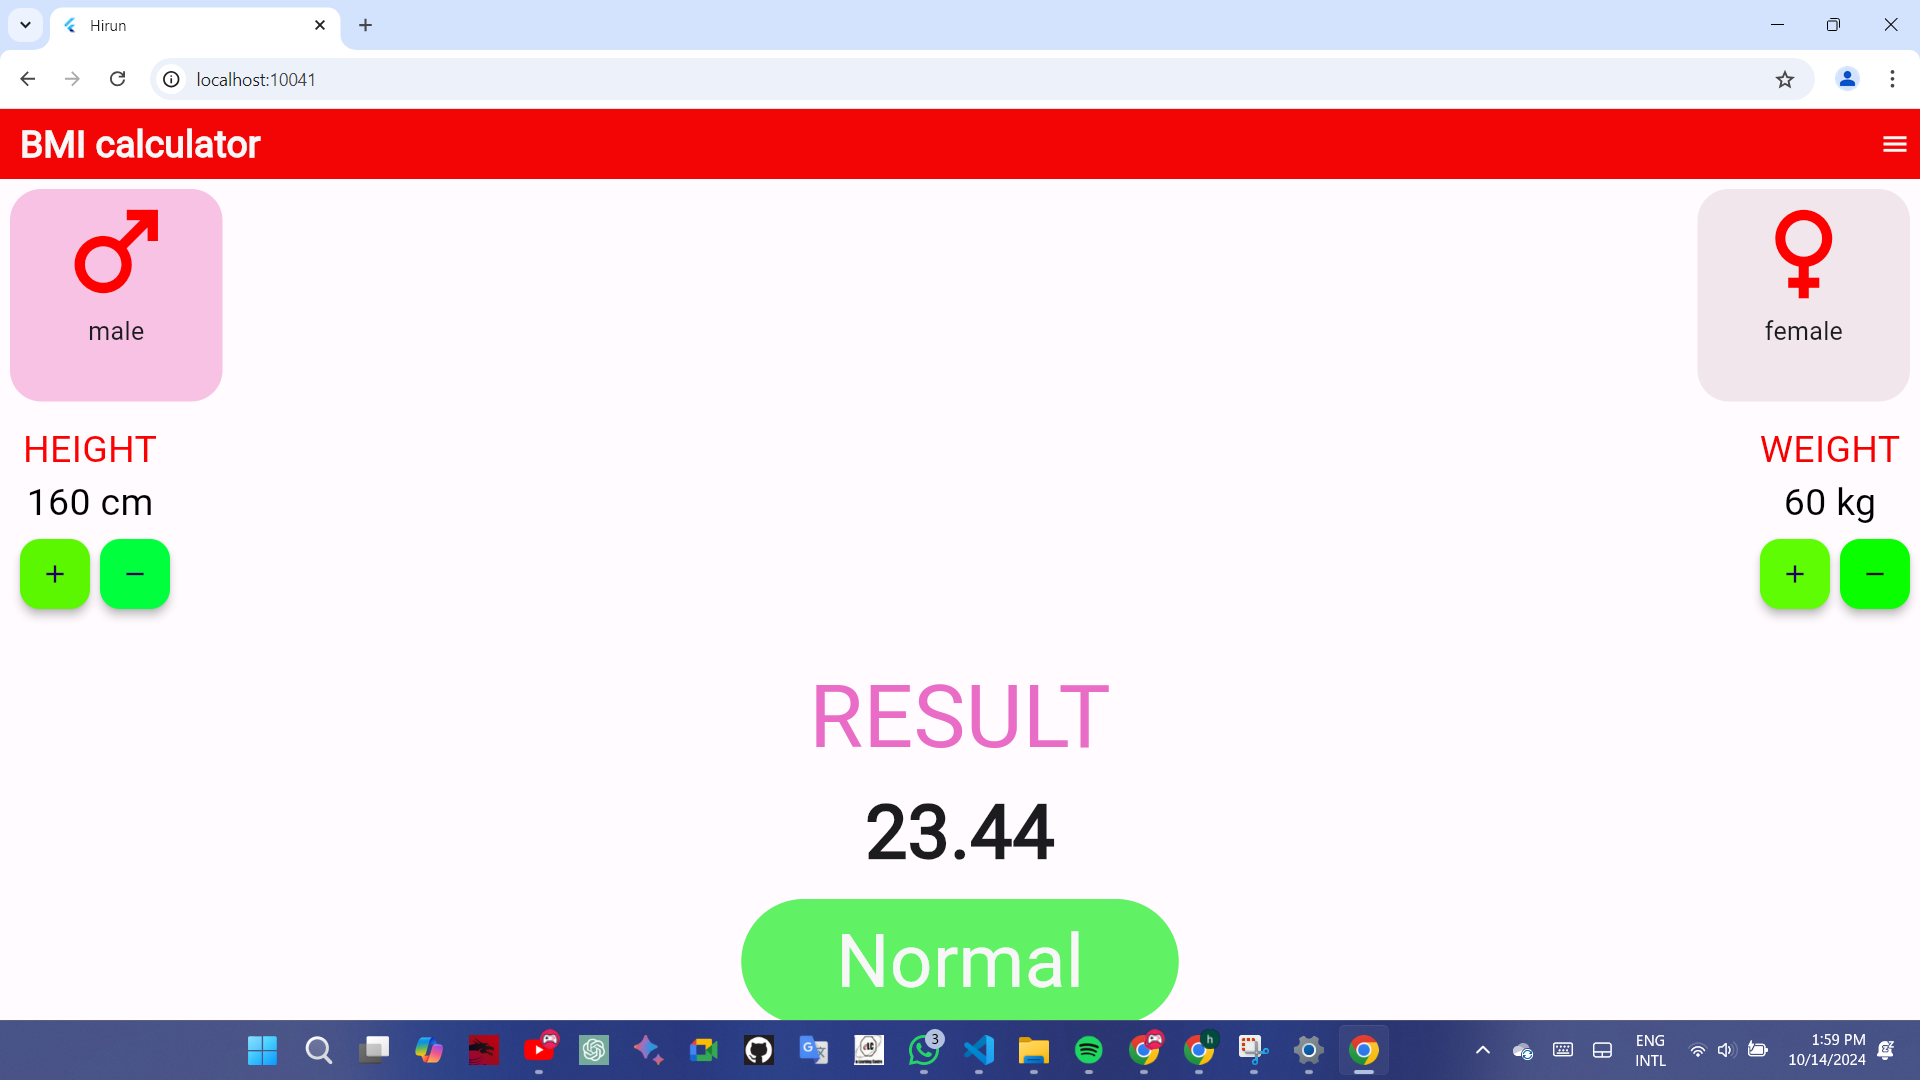 Hirun
localhost:10041
BMI calculator
male
female
HEIGHT
WEIGHT
160 cm
60 kg
+ −
+ −
RESULT
23.44
Normal
3
h
ENG
INTL
1:59 PM
10/14/2024